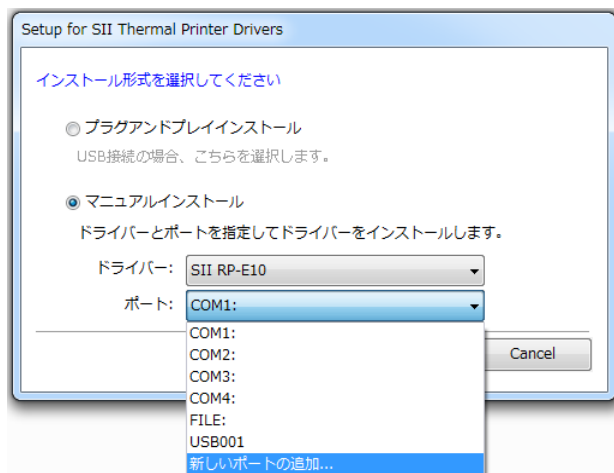 Setup for SII Thermal Printer Drivers
インストール形式を選択してください
プラグアンドプレイインストール
USB接続の場合、こちらを選択します。
マニュアルインストール
ドライバーとポートを指定してドライバーをインストールします。
ドライバー: SII RP-E10
ポート: COM1:
COM1:
COM2:
COM3:
COM4:
FILE:
USB001
新しいポートの追加...
Cancel